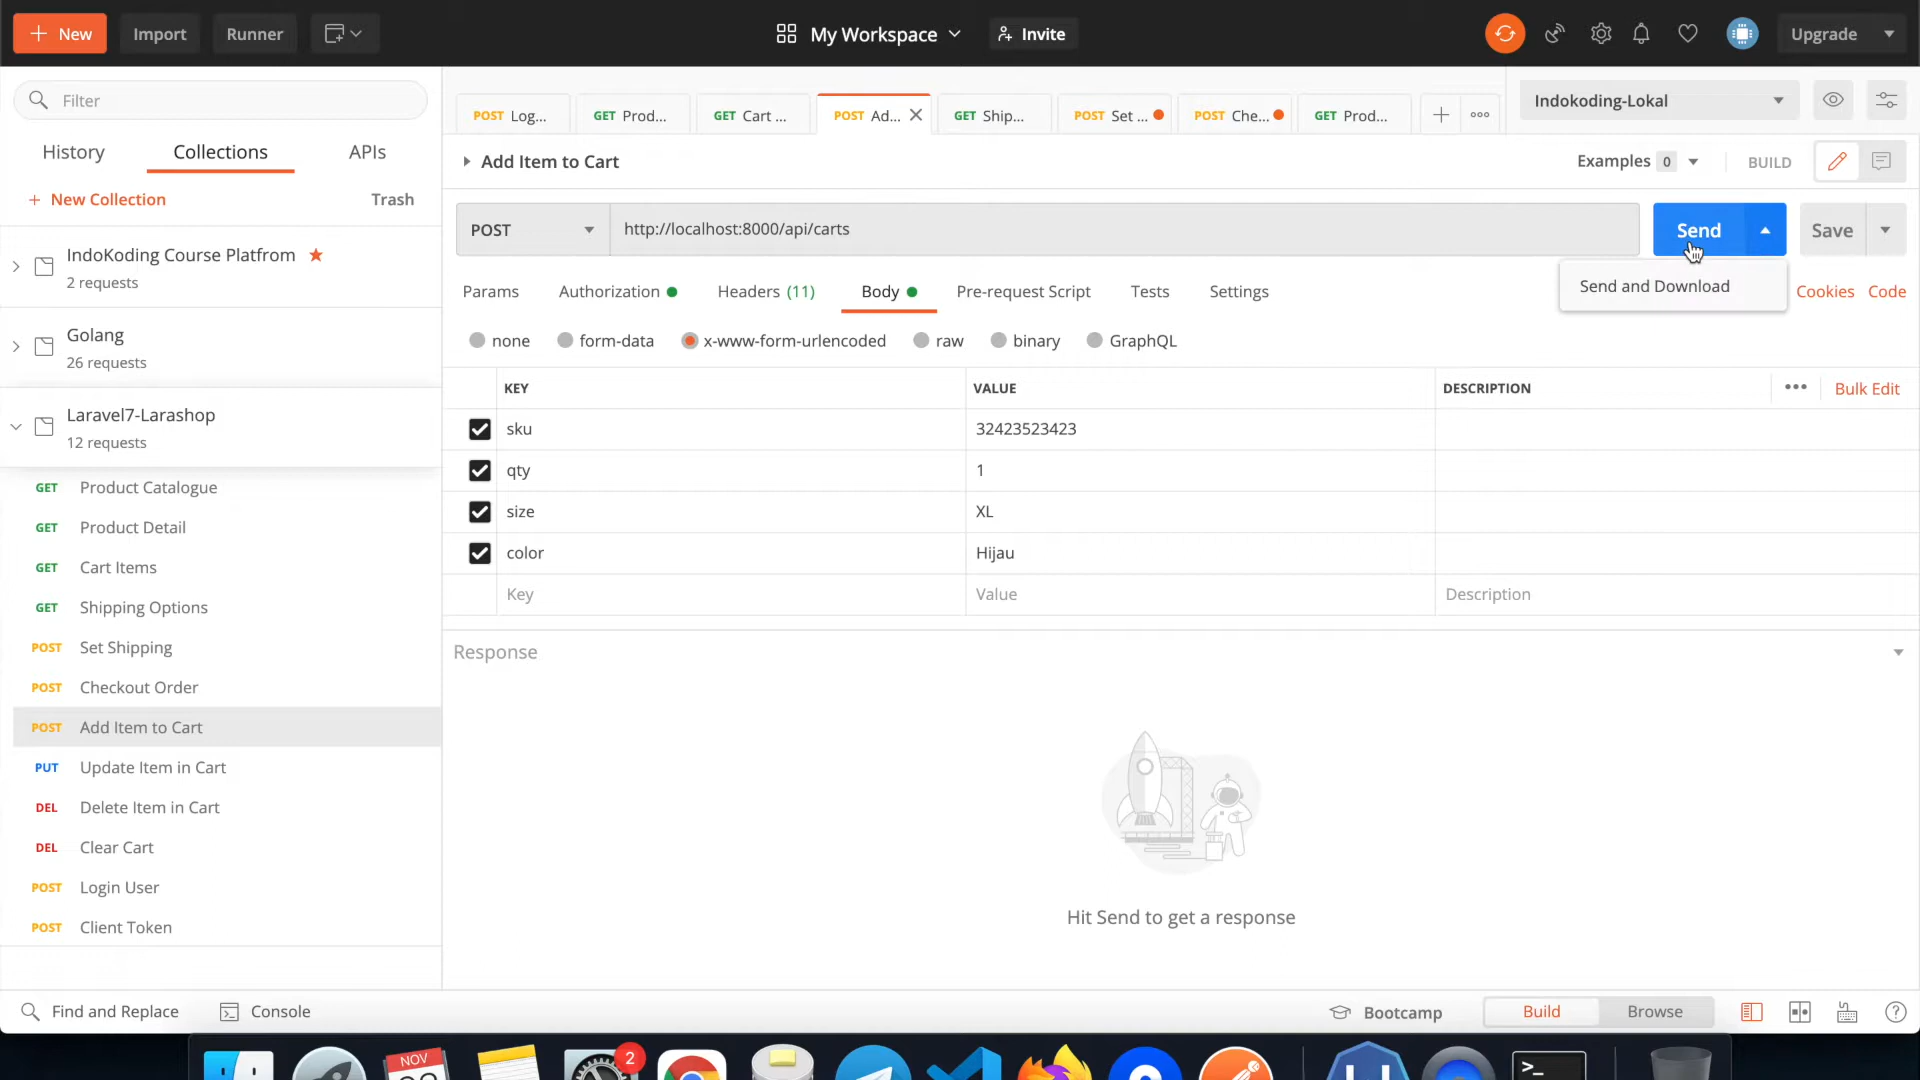 New
Import
Runner
My Workspace
Invite
Upgrade
Filter
History
Collections
APIs
New Collection
Trash
IndoKoding Course Platfrom
2 requests
Golang
26 requests
Laravel7-Larashop
12 requests
GET Product Catalogue
GET Product Detail
GET Cart Items
GET Shipping Options
POST Set Shipping
POST Checkout Order
POST Add Item to Cart
PUT Update Item in Cart
DEL Delete Item in Cart
DEL Clear Cart
POST Login User
POST Client Token
POST Log...
GET Prod...
GET Cart ...
POST Ad...
GET Ship...
POST Set ...
POST Che...
GET Prod...
Indokoding-Lokal
Add Item to Cart
Examples 0
BUILD
POST
http://localhost:8000/api/carts
Send
Save
Send and Download
Params
Authorization
Headers (11)
Body
Pre-request Script
Tests
Settings
Cookies
Code
none
form-data
x-www-form-urlencoded
raw
binary
GraphQL
KEY
VALUE
DESCRIPTION
Bulk Edit
sku
32423523423
qty
1
size
XL
color
Hijau
Key
Value
Description
Response
Hit Send to get a response
Find and Replace
Console
Bootcamp
Build
Browse
NOV
2